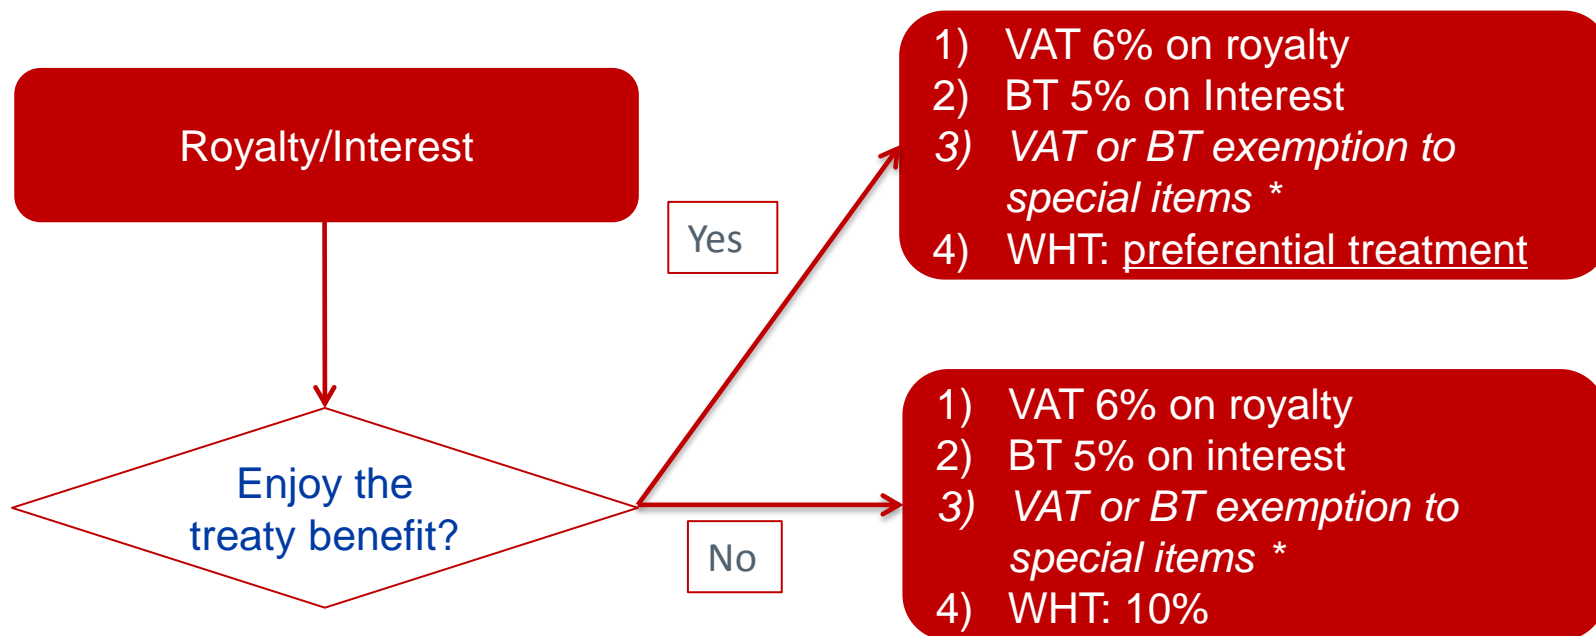 Royalty/Interest
Enjoy the
treaty benefit?
Yes
1) VAT 6% on royalty
2) BT 5% on Interest
3) VAT or BT exemption to
special items *
4) WHT: preferential treatment
No
1) VAT 6% on royalty
2) BT 5% on interest
3) VAT or BT exemption to
special items *
4) WHT: 10%